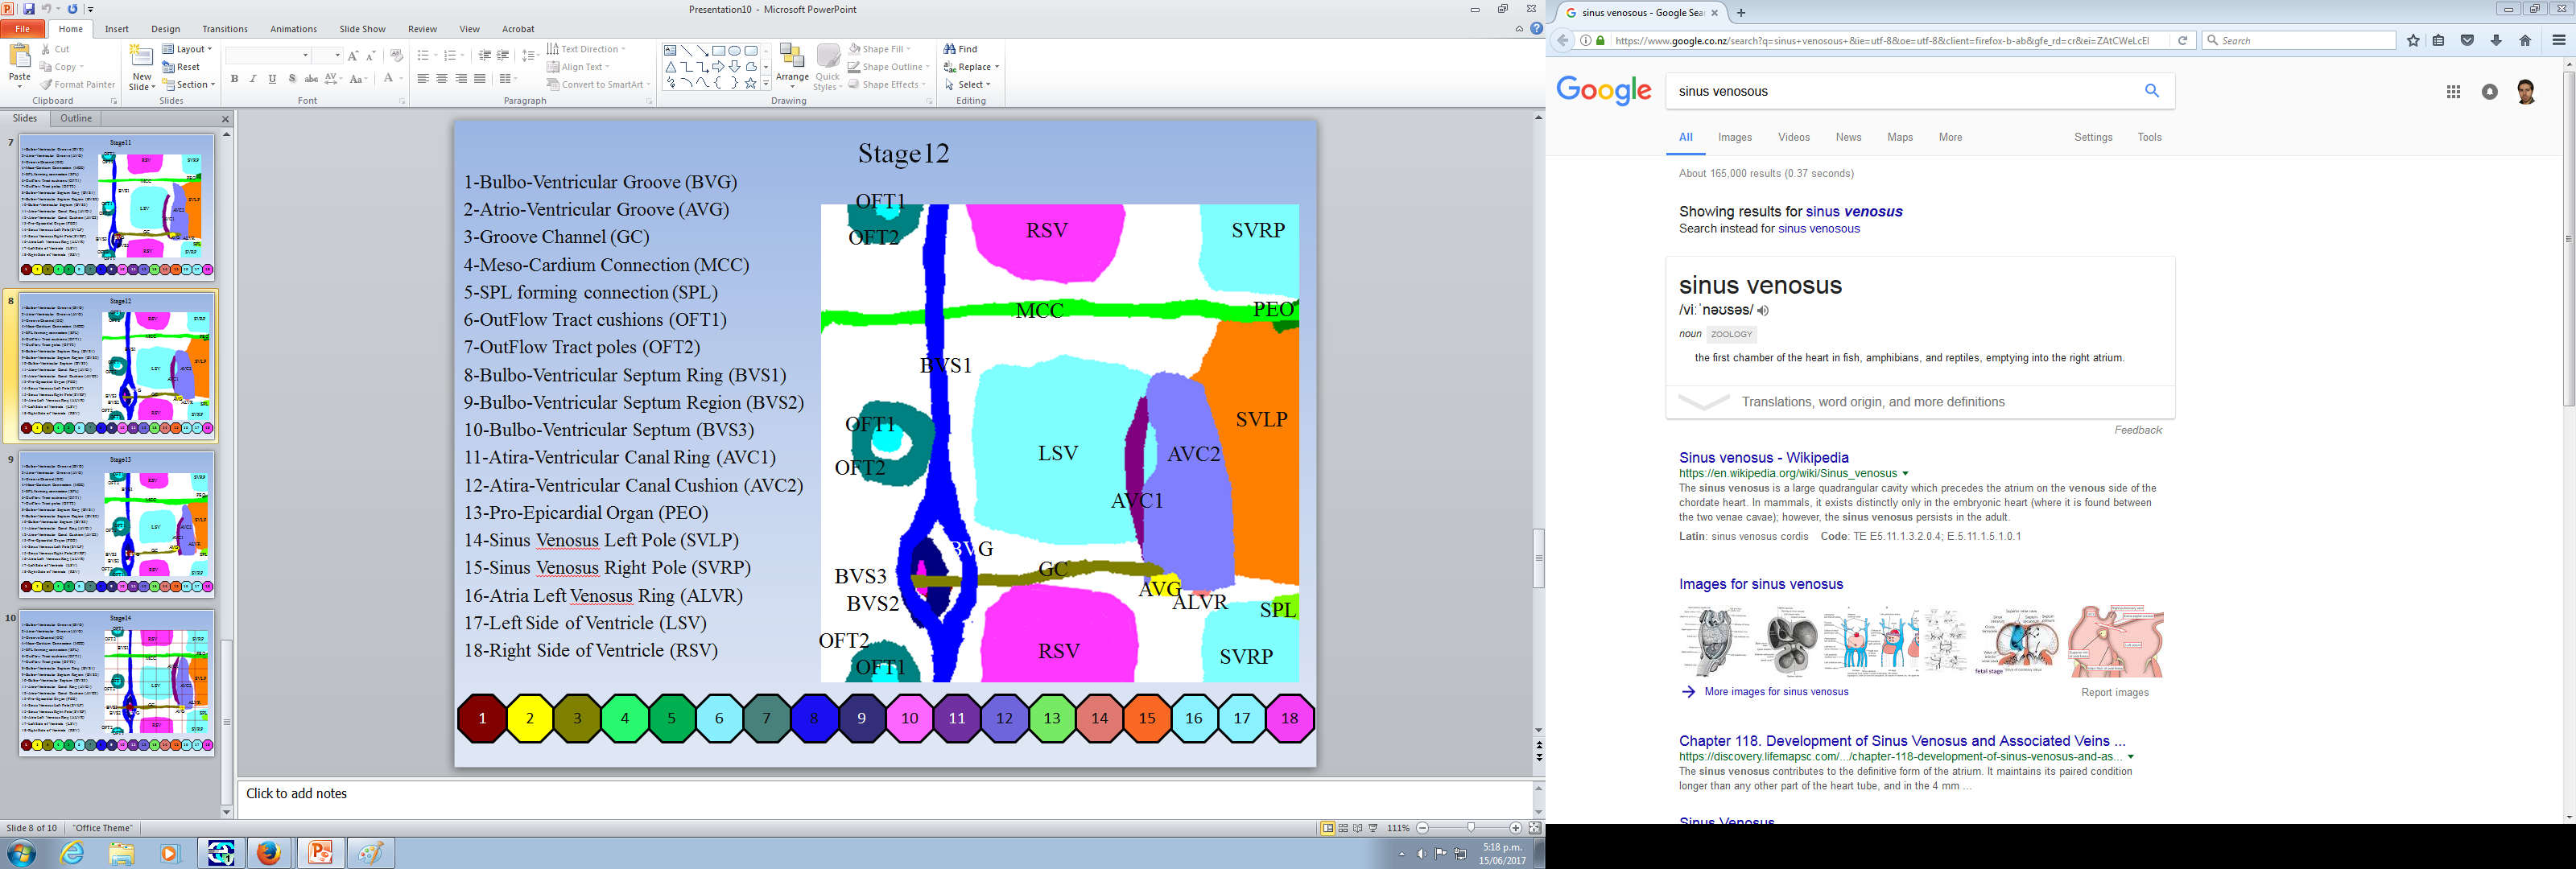 Presentation10 - Microsoft PowerPoint
File
Home
Insert
Design
Transitions
Animations
Slide Show
Review
View
Acrobat
Paste
Cut
Copy
Format Painter
Clipboard
New
Slide
Layout
Reset
Section
Slides
B I U S abc AV Aa A
Font
Text Direction
Align Text
Convert to SmartArt
Paragraph
Arrange
Quick
Styles
Shape Fill
Shape Outline
Shape Effects
Drawing
Find
Replace
Select
Editing
Slides
Outline
7
Stage11
8
Stage12
9
Stage13
10
Stage14
Stage12
1-Bulbo-Ventricular Groove (BVG)
2-Atrio-Ventricular Groove (AVG)
3-Groove Channel (GC)
4-Meso-Cardium Connection (MCC)
5-SPL forming connection (SPL)
6-OutFlow Tract cushions (OFT1)
7-OutFlow Tract poles (OFT2)
8-Bulbo-Ventricular Septum Ring (BVS1)
9-Bulbo-Ventricular Septum Region (BVS2)
10-Bulbo-Ventricular Septum (BVS3)
11-Atira-Ventricular Canal Ring (AVC1)
12-Atira-Ventricular Canal Cushion (AVC2)
13-Pro-Epicardial Organ (PEO)
14-Sinus Venosus Left Pole (SVLP)
15-Sinus Venosus Right Pole (SVRP)
16-Atria Left Venosus Ring (ALVR)
17-Left Side of Ventricle (LSV)
18-Right Side of Ventricle (RSV)
OFT1
OFT2
RSV
SVRP
MCC
PEO
BVS1
OFT1
OFT2
LSV
AVC2
AVC1
SVLP
BVG
BVS3
BVS2
GC
AVG
ALVR
SPL
OFT2
OFT1
RSV
SVRP
1 2 3 4 5 6 7 8 9 10 11 12 13 14 15 16 17 18
Click to add notes
Slide 8 of 10
"Office Theme"
111%
5:18 p.m.
15/06/2017
sinus venosous - Google Sea
https://www.google.co.nz/search?q=sinus+venosous+&ie=utf-8&oe=utf-8&client=firefox-b-ab&gfe_rd=cr&ei=ZAtCWeLcEI
Search
Google
sinus venosous
All
Images
Videos
News
Maps
More
Settings
Tools
About 165,000 results (0.37 seconds)
Showing results for sinus venosus
Search instead for sinus venosous
sinus venosus
/viːˈnəʊsəs/
noun ZOOLOGY
the first chamber of the heart in fish, amphibians, and reptiles, emptying into the right atrium.
Translations, word origin, and more definitions
Feedback
Sinus venosus - Wikipedia
https://en.wikipedia.org/wiki/Sinus_venosus
The sinus venosus is a large quadrangular cavity which precedes the atrium on the venous side of the
chordate heart. In mammals, it exists distinctly only in the embryonic heart (where it is found between
the two venae cavae); however, the sinus venosus persists in the adult.
Latin: sinus venosus cordis Code: TE E5.11.1.3.2.0.4; E.5.11.1.5.1.0.1
Images for sinus venosus
fetal stage
More images for sinus venosus
Report images
Chapter 118. Development of Sinus Venosus and Associated Veins ...
https://discovery.lifemapsc.com/.../chapter-118-development-of-sinus-venosus-and-as...
The sinus venosus contributes to the definitive form of the atrium. It maintains its paired condition
longer than any other part of the heart tube, and in the 4 mm ...
Sinus Venosus